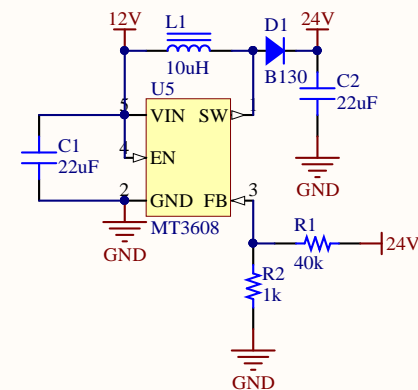 12V
L1
10uH
D1
B130
24V
U5
5
VIN
SW
1
C2
22uF
GND
C1
22uF
4
EN
2
GND
FB
3
MT3608
GND
R1
40k
24V
R2
1k
GND